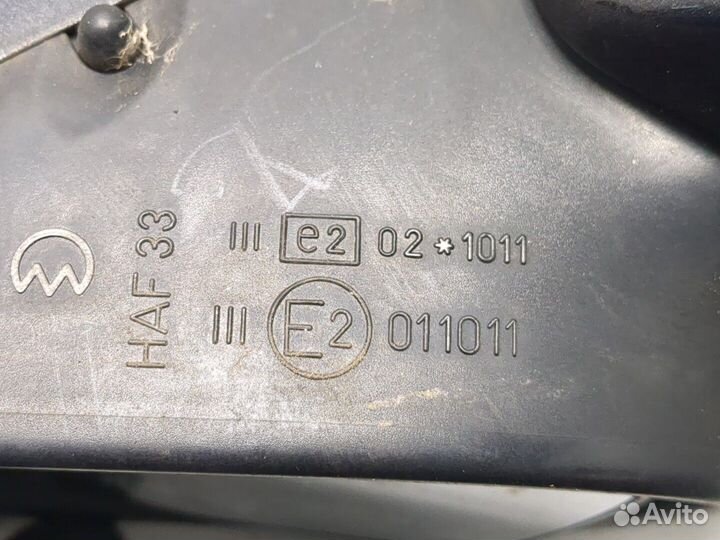 III e2 02*1011
III E2 011011
HAF 33
Avito